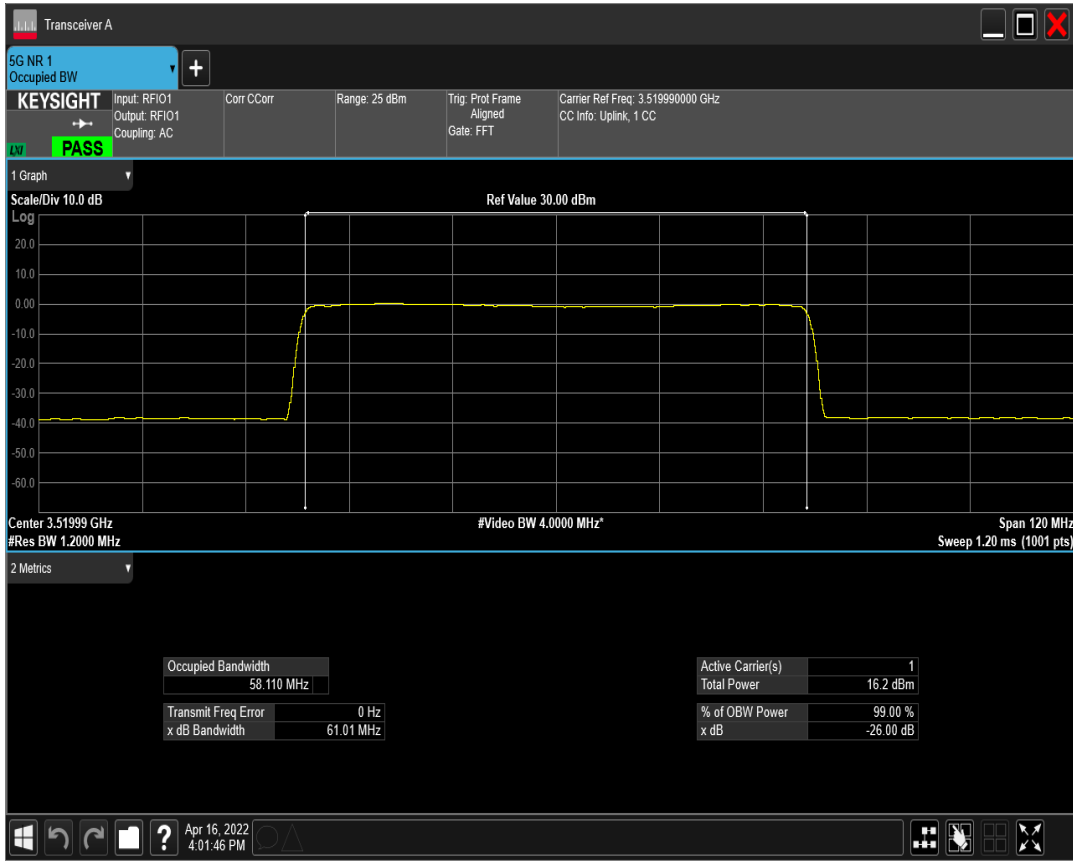 Transceiver A
5G NR 1
Occupied BW
KEYSIGHT
LXI
PASS
Input: RFIO1
Output: RFIO1
Coupling: AC
Corr CCorr
Range: 25 dBm
Trig: Prot Frame
Aligned
Gate: FFT
Carrier Ref Freq: 3.519990000 GHz
CC Info: Uplink, 1 CC
1 Graph
Scale/Div 10.0 dB
Ref Value 30.00 dBm
Log
20.0
10.0
0.00
-10.0
-20.0
-30.0
-40.0
-50.0
-60.0
Center 3.51999 GHz
#Video BW 4.0000 MHz*
Span 120 MHz
#Res BW 1.2000 MHz
Sweep 1.20 ms (1001 pts)
2 Metrics
Occupied Bandwidth
58.110 MHz
Transmit Freq Error 0 Hz
x dB Bandwidth 61.01 MHz
Active Carrier(s) 1
Total Power 16.2 dBm
% of OBW Power 99.00 %
x dB -26.00 dB
?
Apr 16, 2022
4:01:46 PM